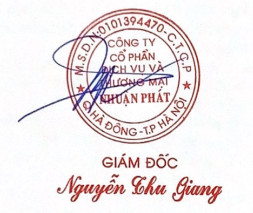 M.S.D.N:0101394470-C.T.C.P
CÔNG TY
CỔ PHẦN
DỊCH VỤ VÀ
THƯƠNG MẠI
NHUẬN PHÁT
Q.HÀ ĐÔNG-T.P HÀ NỘI
GIÁM ĐỐC
Nguyễn Thu Giang